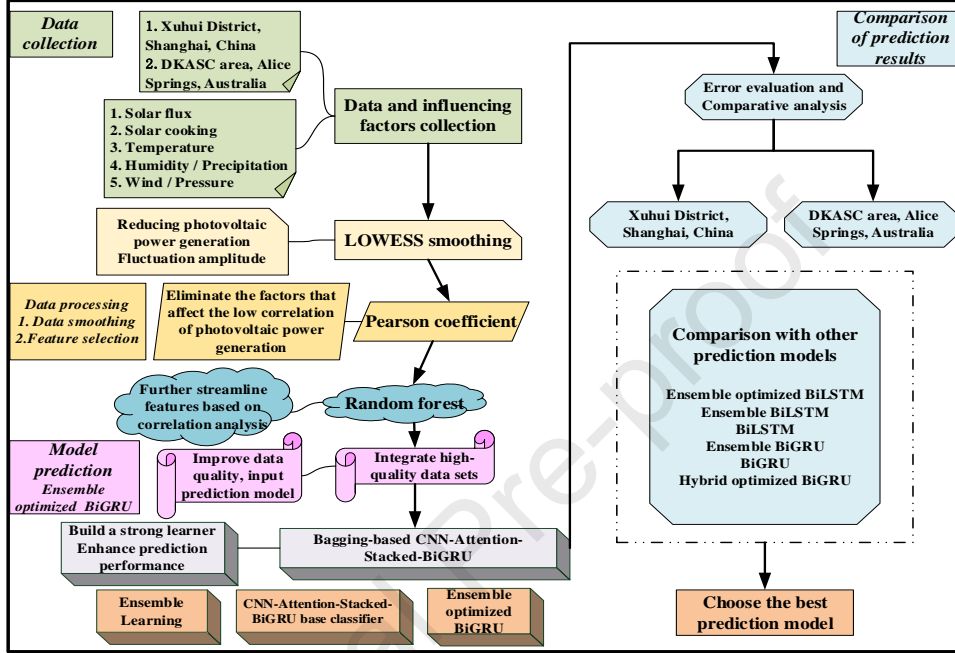 Data
collection
1. Xuhui District,
Shanghai, China
2. DKASC area, Alice
Springs, Australia
1. Solar flux
2. Solar cooking
3. Temperature
4. Humidity / Precipitation
5. Wind / Pressure
Data and influencing
factors collection
Reducing photovoltaic
power generation
Fluctuation amplitude
LOWESS smoothing
Data processing
1. Data smoothing
2.Feature selection
Eliminate the factors that
affect the low correlation
of photovoltaic power
generation
Pearson coefficient
Further streamline
features based on
correlation analysis
Random forest
Model
prediction
Ensemble
optimized BiGRU
Improve data
quality, input
prediction model
Integrate high-
quality data sets
Build a strong learner
Enhance prediction
performance
Bagging-based CNN-Attention-
Stacked-BiGRU
Ensemble
Learning
CNN-Attention-Stacked-
BiGRU base classifier
Ensemble
optimized
BiGRU
Comparison
of prediction
results
Error evaluation and
Comparative analysis
Xuhui District,
Shanghai, China
DKASC area, Alice
Springs, Australia
Comparison with other
prediction models
Ensemble optimized BiLSTM
Ensemble BiLSTM
BiLSTM
Ensemble BiGRU
BiGRU
Hybrid optimized BiGRU
Choose the best
prediction model
Pre-proof